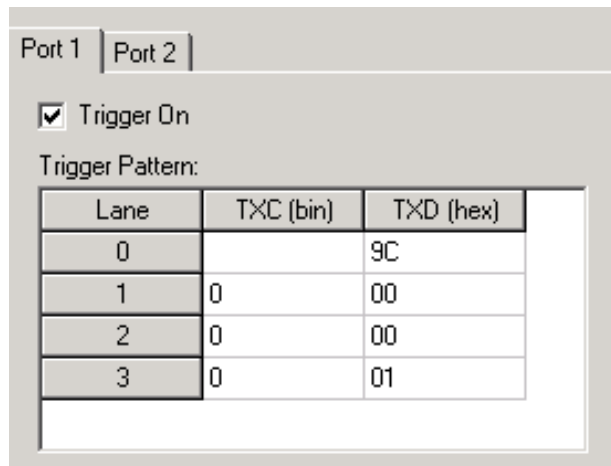 Port 1 Port 2
Trigger On
Trigger Pattern:
Lane TXC (bin) TXD (hex)
0 9C
1 0 00
2 0 00
3 0 01